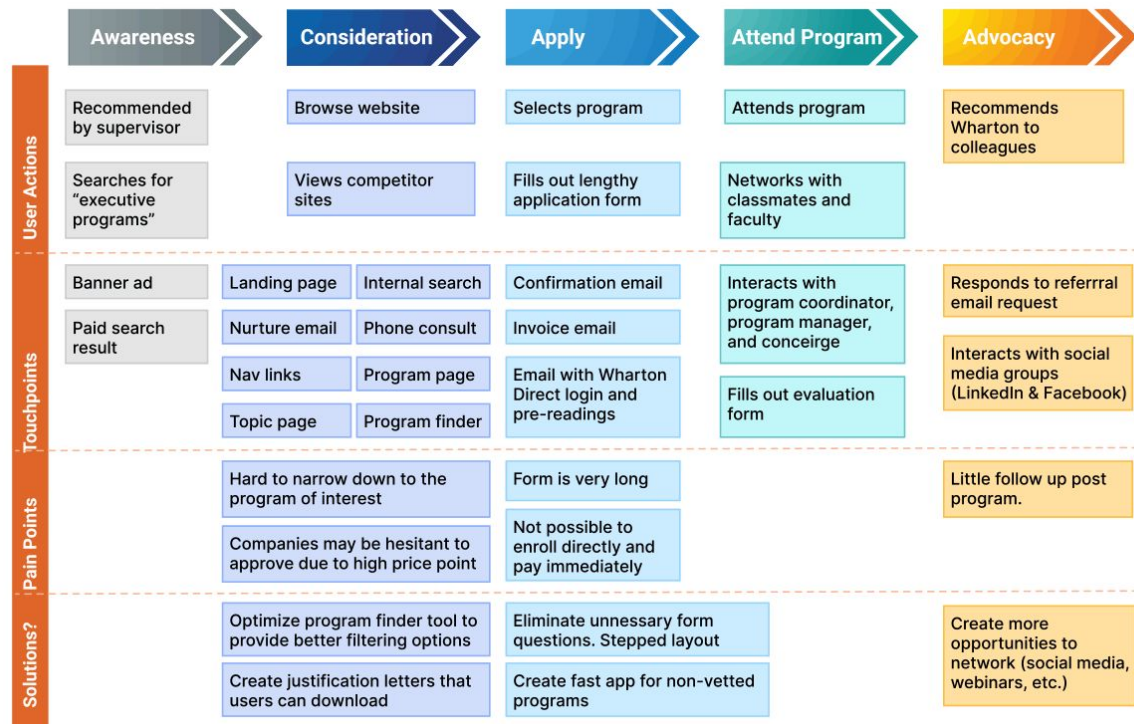 Awareness
Consideration
Apply
Attend Program
Advocacy
User Actions
Recommended
by supervisor
Searches for
“executive
programs”
Browse website
Views competitor
sites
Selects program
Fills out lengthy
application form
Attends program
Networks with
classmates and
faculty
Recommends
Wharton to
colleagues
Touchpoints
Banner ad
Paid search
result
Landing page
Internal search
Nurture email
Phone consult
Nav links
Program page
Topic page
Program finder
Confirmation email
Invoice email
Email with Wharton
Direct login and
pre-readings
Interacts with
program coordinator,
program manager,
and conceirge
Fills out evaluation
form
Responds to referrral
email request
Interacts with social
media groups
(LinkedIn & Facebook)
Pain Points
Hard to narrow down to the
program of interest
Companies may be hesitant to
approve due to high price point
Form is very long
Not possible to
enroll directly and
pay immediately
Little follow up post
program.
Solutions?
Optimize program finder tool to
provide better filtering options
Create justification letters that
users can download
Eliminate unnessary form
questions. Stepped layout
Create fast app for non-vetted
programs
Create more
opportunities to
network (social media,
webinars, etc.)